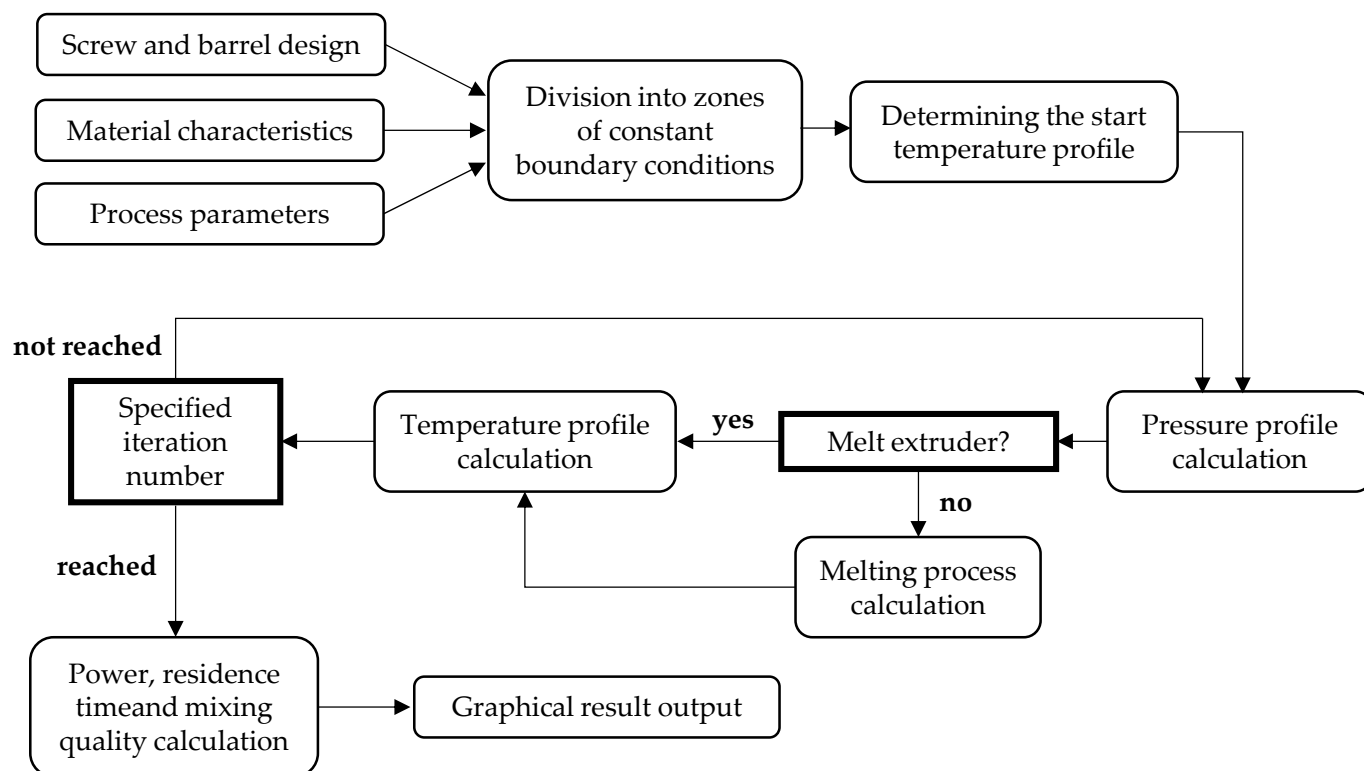 Screw and barrel design
Material characteristics
Process parameters
Division into zones
of constant
boundary conditions
Determining the start
temperature profile
not reached
Specified
iteration
number
Temperature profile
calculation
yes
Melt extruder?
Pressure profile
calculation
no
reached
Melting process
calculation
Power, residence
timeand mixing
quality calculation
Graphical result output